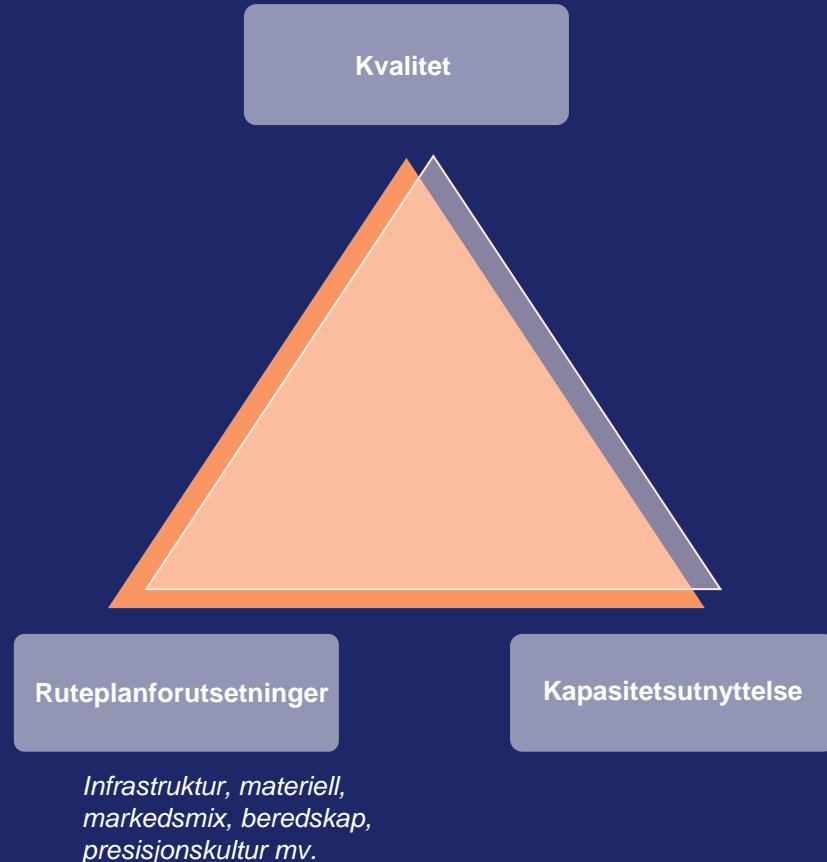 Kvalitet
Ruteplanforutsetninger
Kapasitetsutnyttelse
Infrastruktur, materiell,
markedsmix, beredskap,
presisjonskultur mv.